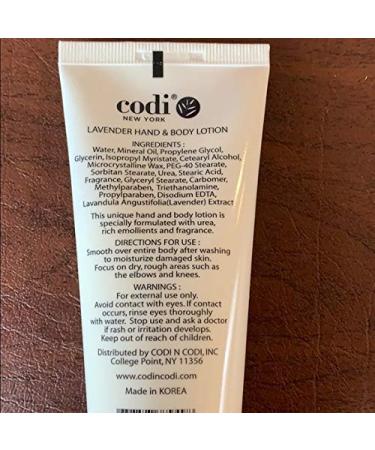 codi®
NEW YORK
LAVENDER HAND & BODY LOTION
INGREDIENTS :
Water, Mineral Oil, Propylene Glycol,
Glycerin, Isopropyl Myristate, Cetearyl Alcohol,
Microcrystalline Wax, PEG-40 Stearate,
Sorbitan Stearate, Urea, Stearic Acid,
Fragrance, Glyceryl Stearate, Carbomer,
Methylparaben, Triethanolamine,
Propylparaben, Disodium EDTA,
Lavandula Angustifolia(Lavender) Extract
This unique hand and body lotion is
specially formulated with urea,
rich emollients and fragrance.
DIRECTIONS FOR USE :
Smooth over entire body after washing
to moisturize damaged skin.
Focus on dry, rough areas such as
the elbows and knees.
WARNINGS :
For external use only.
Avoid contact with eyes. If contact
occurs, rinse eyes thoroughly
with water. Stop use and ask a doctor
if rash or irritation develops.
Keep out of reach of children.
Distributed by CODI N CODI, INC
College Point, NY 11356
www.codincodi.com
Made in KOREA